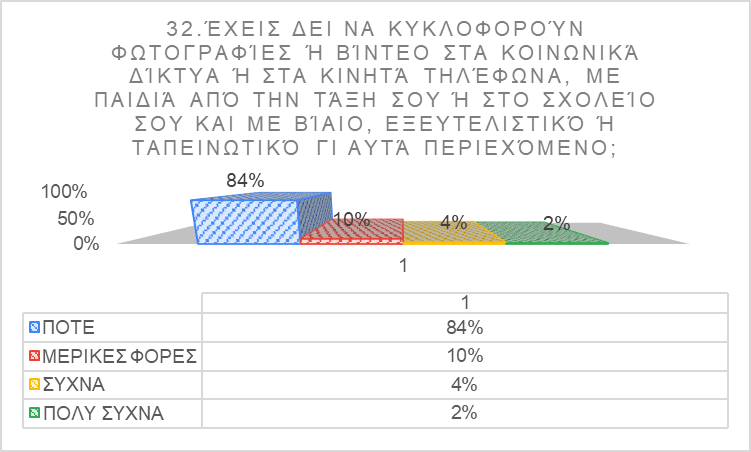 32.ΈΧΕΙΣ ΔΕΙ ΝΑ ΚΥΚΛΟΦΟΡΟΎΝ
ΦΩΤΟΓΡΑΦΊΕΣ Ή ΒΊΝΤΕΟ ΣΤΑ ΚΟΙΝΩΝΙΚΆ
ΔΊΚΤΥΑ Ή ΣΤΑ ΚΙΝΗΤΆ ΤΗΛΈΦΩΝΑ, ΜΕ
ΠΑΙΔΙΆ ΑΠΌ ΤΗΝ ΤΆΞΗ ΣΟΥ Ή ΣΤΟ ΣΧΟΛΕΊΟ
ΣΟΥ ΚΑΙ ΜΕ ΒΊΑΙΟ, ΕΞΕΥΤΕΛΙΣΤΙΚΌ Ή
ΤΑΠΕΙΝΩΤΙΚΌ ΓΙ ΑΥΤΆ ΠΕΡΙΕΧΌΜΕΝΟ;
84%
100%
50% 10% 4% 2%
0%
1
1
ΠΟΤΕ 84%
ΜΕΡΙΚΕΣ ΦΟΡΕΣ 10%
ΣΥΧΝΑ 4%
ΠΟΛΥ ΣΥΧΝΑ 2%